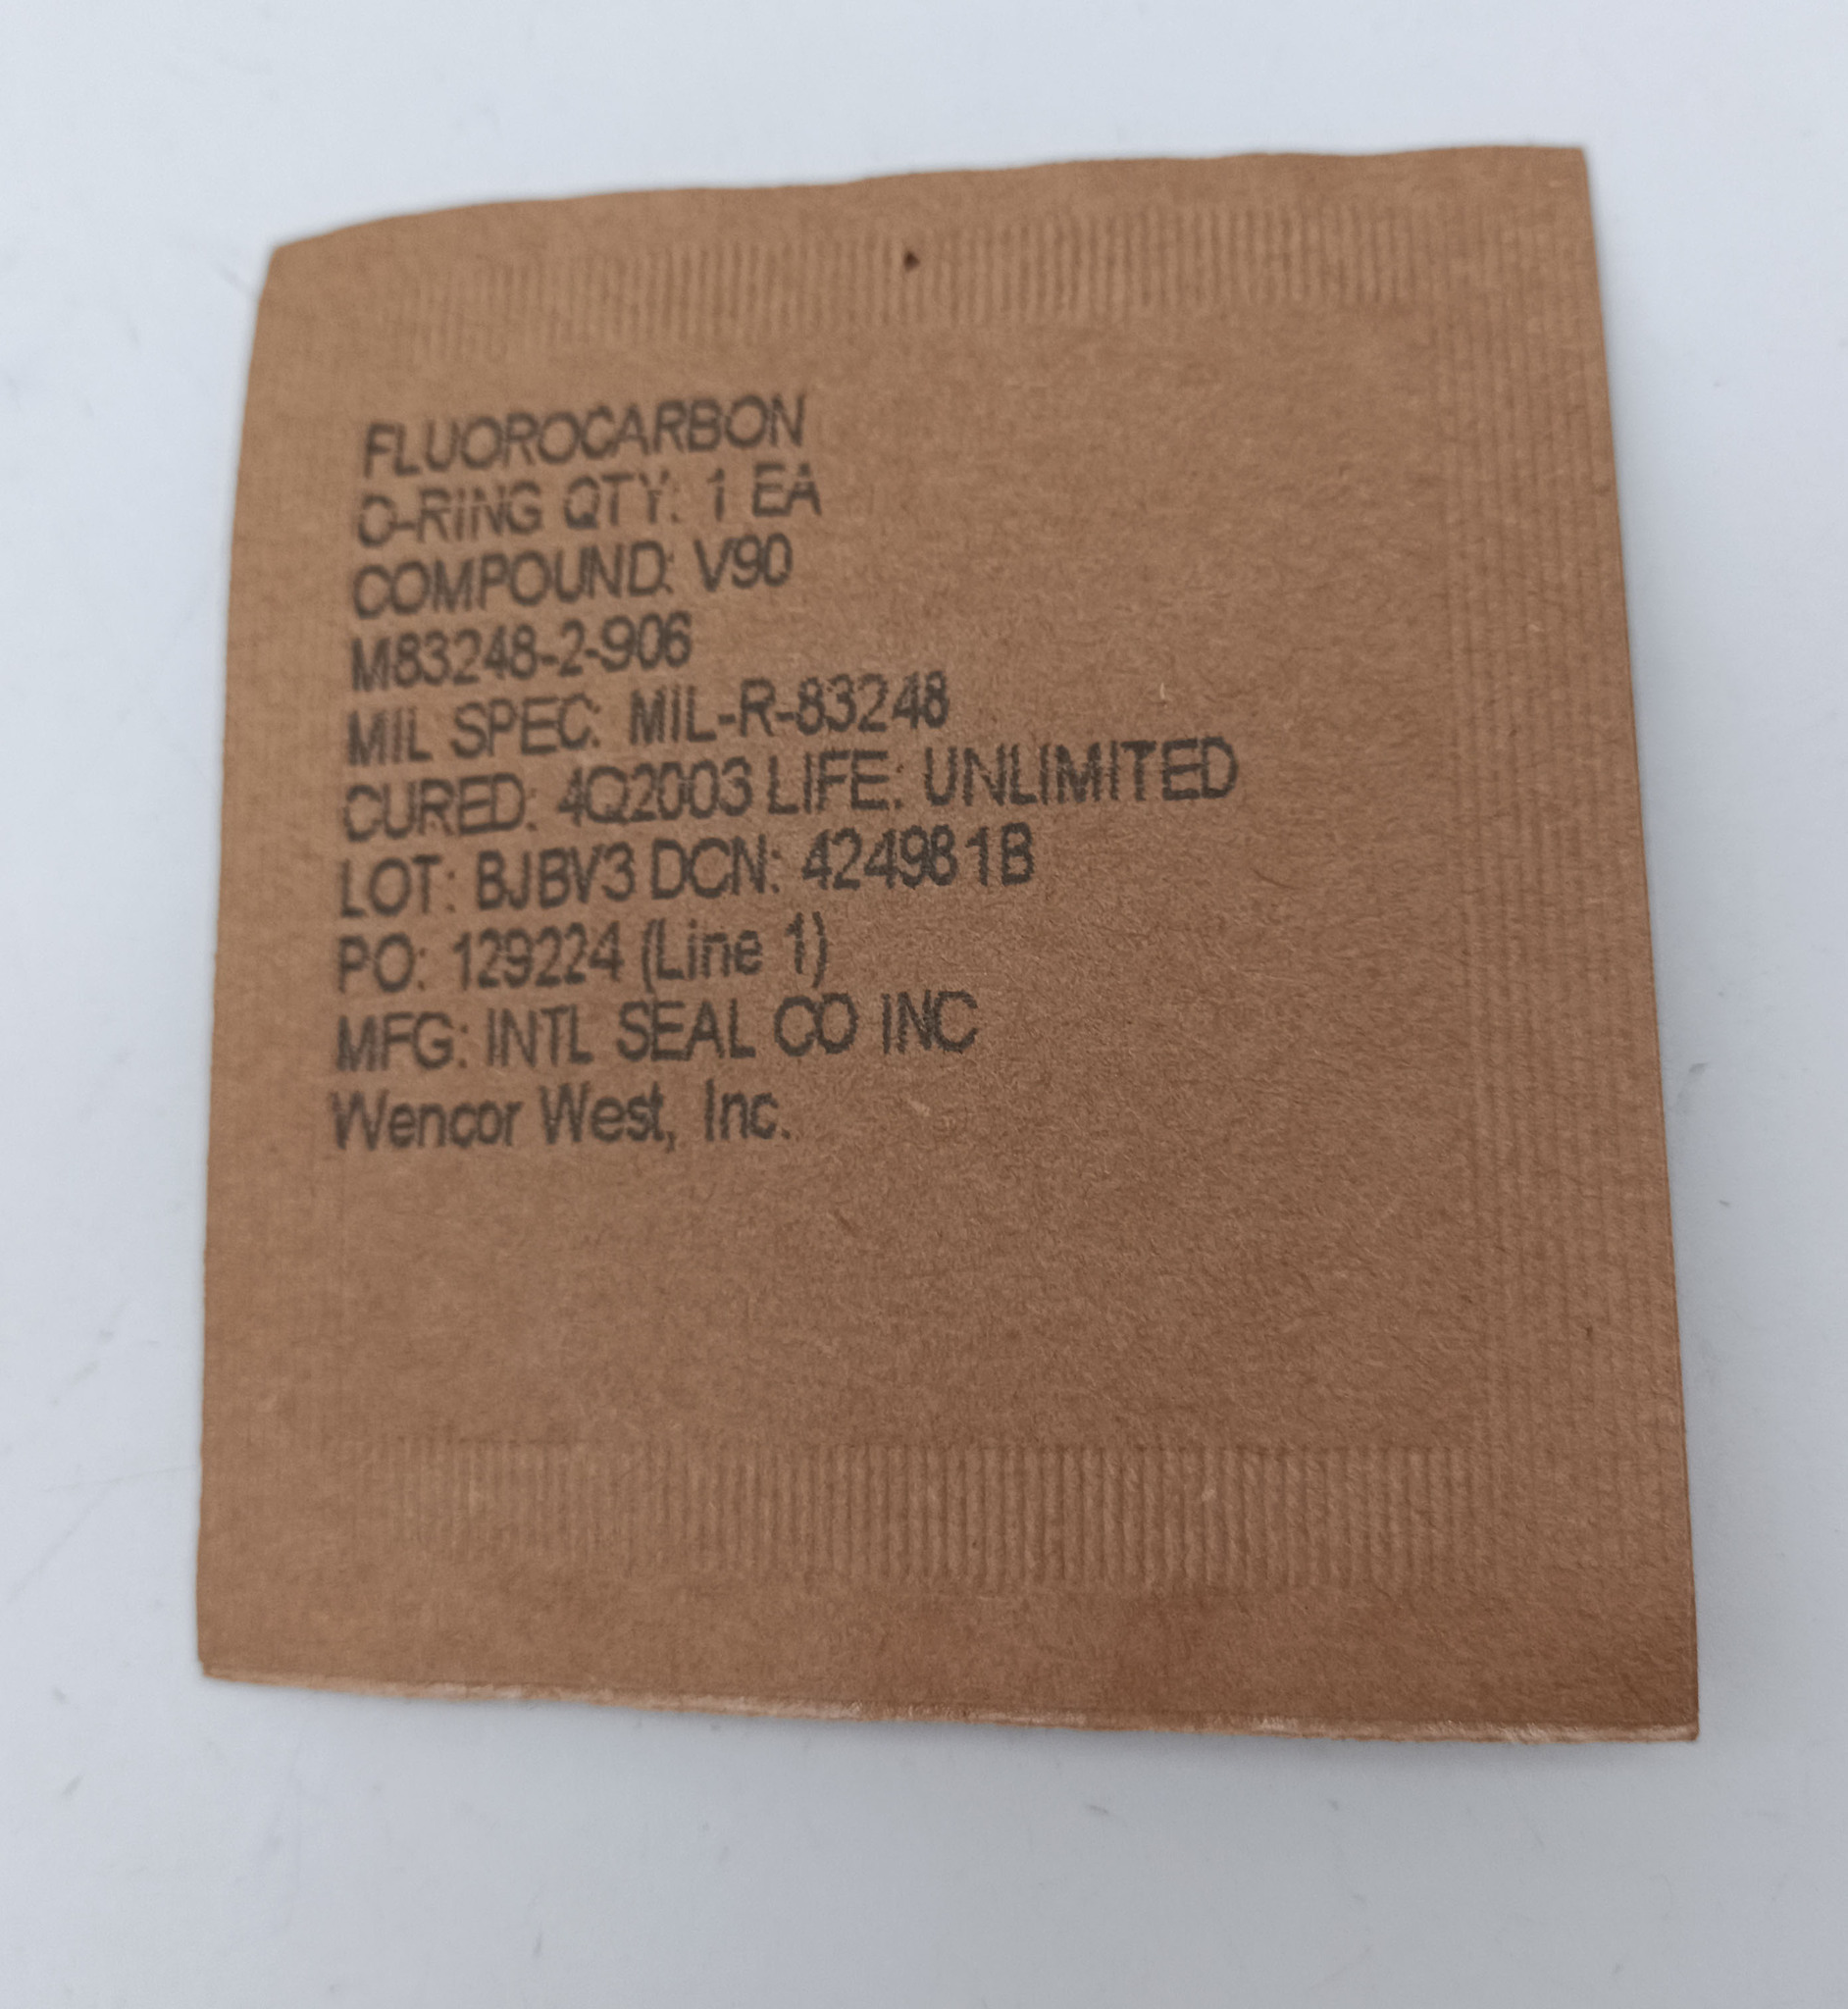 FLUOROCARBON
O-RING QTY: 1 EA
COMPOUND: V90
M83248-2-906
MIL SPEC: MIL-R-83248
CURED: 4Q2003 LIFE: UNLIMITED
LOT: BJBV3 DCN: 424981B
PO: 129224 (Line 1)
MFG: INTL SEAL CO INC
Wencor West, Inc.